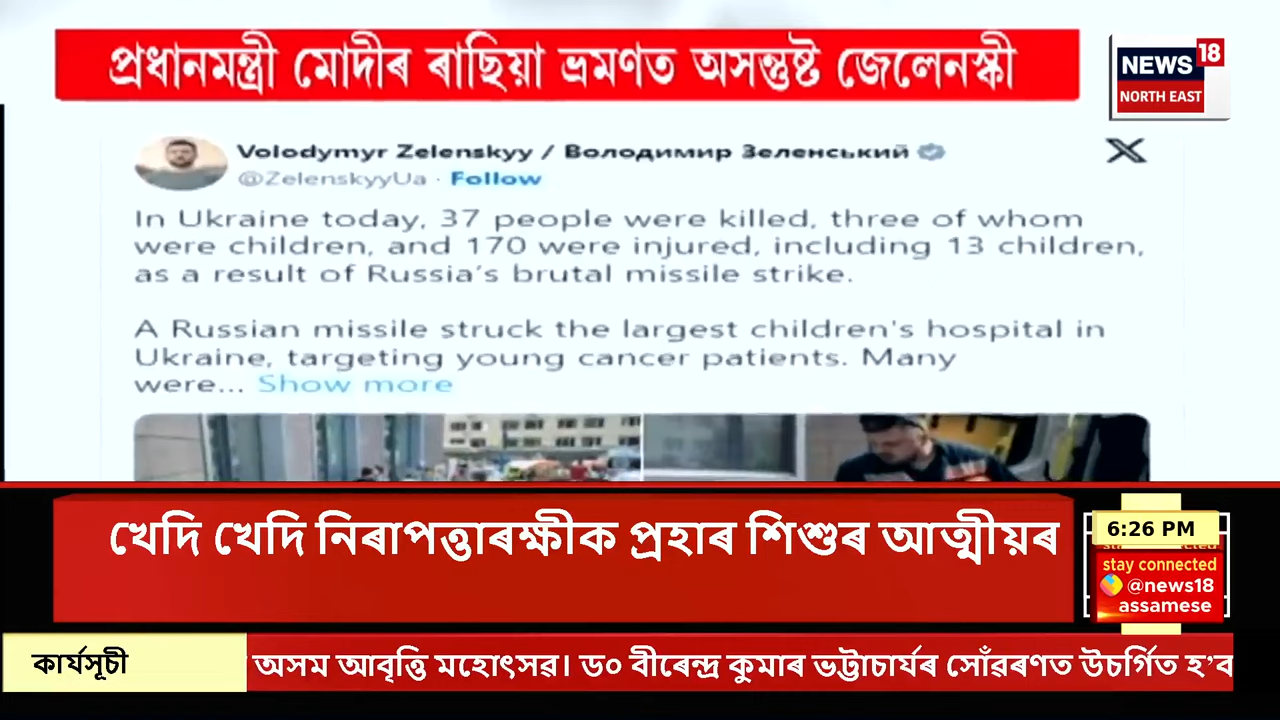 প্ৰধানমন্ত্ৰী মোদীৰ ৰাছিয়া ভ্ৰমণত অসন্তুষ্ট জেলেনস্কী
NEWS 18
NORTH EAST
Volodymyr Zelenskyy / Володимир Зеленський
@ZelenskyyUa · Follow
In Ukraine today, 37 people were killed, three of whom
were children, and 170 were injured, including 13 children,
as a result of Russia's brutal missile strike.
A Russian missile struck the largest children's hospital in
Ukraine, targeting young cancer patients. Many
were... Show more
খেদি খেদি নিৰাপত্তাৰক্ষীক প্ৰহাৰ শিশুৰ আত্মীয়ৰ
6:26 PM
stay connected
@news18
assamese
কাৰ্যসূচী
অসম আবৃত্তি মহোৎসৱ। ড০ বীৰেন্দ্ৰ কুমাৰ ভট্টাচাৰ্যৰ সোঁৱৰণত উচৰ্গিত হ’ব